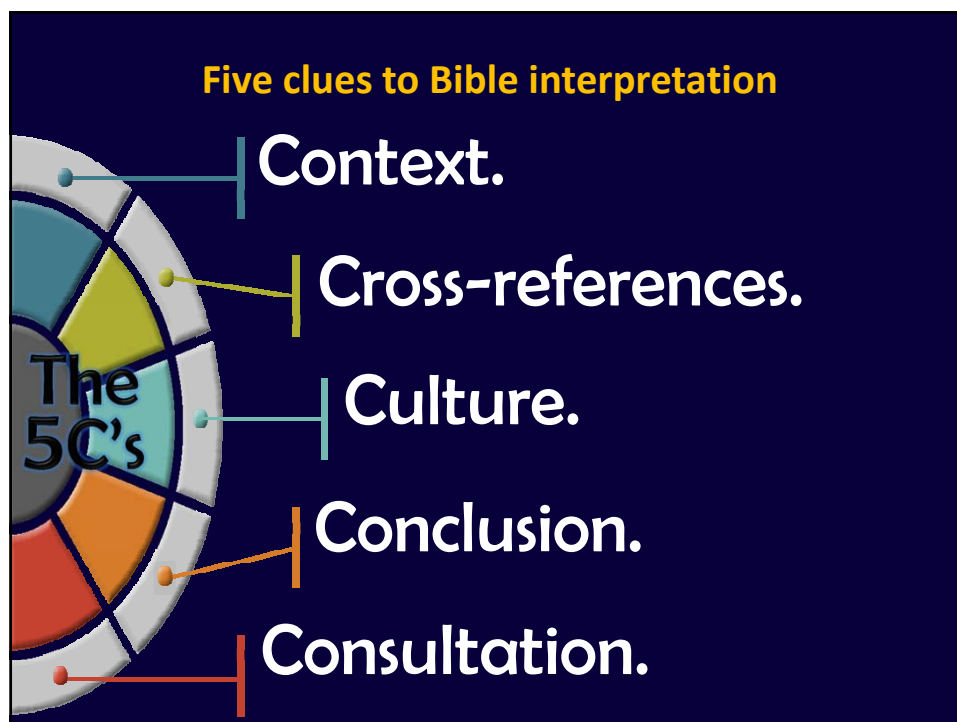 Five clues to Bible interpretation
Context.
Cross-references.
The
5C's
Culture.
Conclusion.
Consultation.